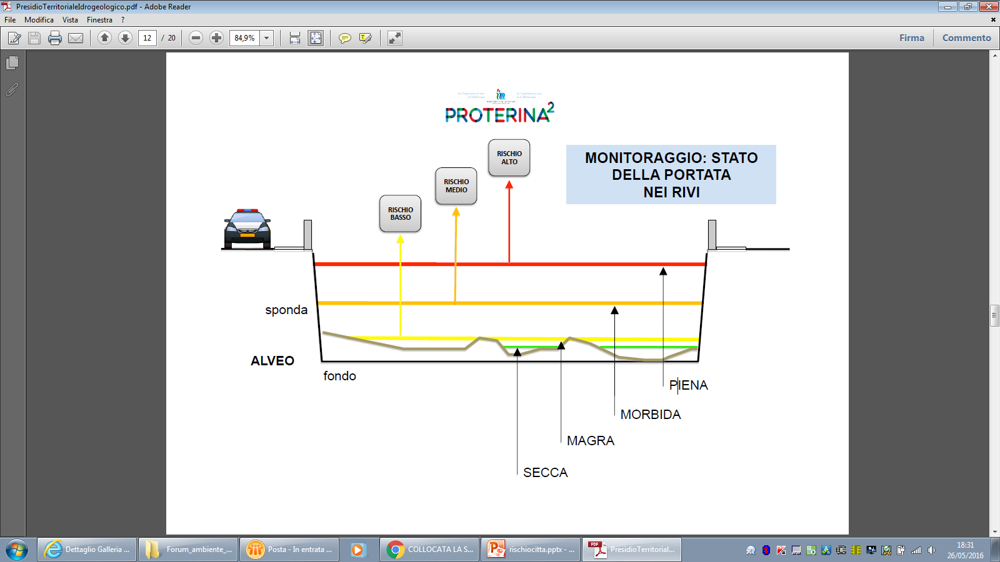 PresidioTerritorialeIdrogeologico.pdf - Adobe Reader
File Modifica Vista Finestra ?
12 / 20 84,9% Firma Commento
PROTERINA2
MONITORAGGIO: STATO
DELLA PORTATA
NEI RIVI
RISCHIO
ALTO
RISCHIO
MEDIO
RISCHIO
BASSO
sponda
ALVEO
fondo
PIENA
MORBIDA
MAGRA
SECCA
Dettaglio Galleria ...
Forum_ambiente_...
Posta - In entrata ...
COLLOCATA LA S...
rischiocitta.pptx - ...
PDF
PresidioTerritorial...
18:31
26/05/2016